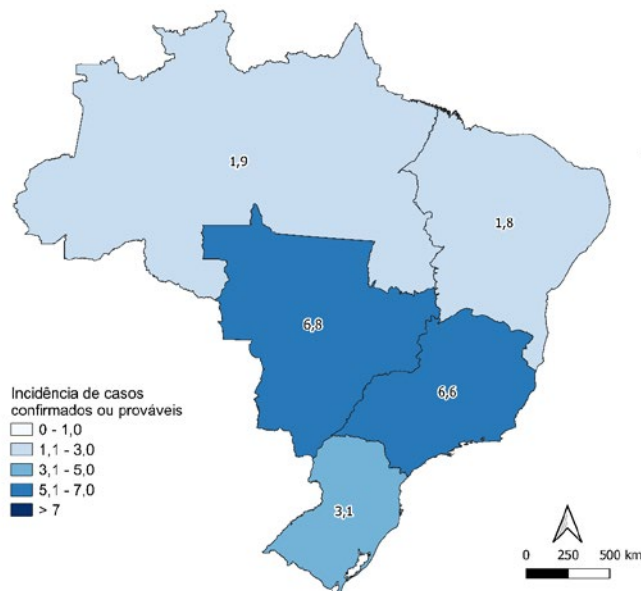 1,9
1,8
6,8
6,6
3,1
Incidência de casos
confirmados ou prováveis
0 - 1,0
1,1 - 3,0
3,1 - 5,0
5,1 - 7,0
> 7
0 250 500 km